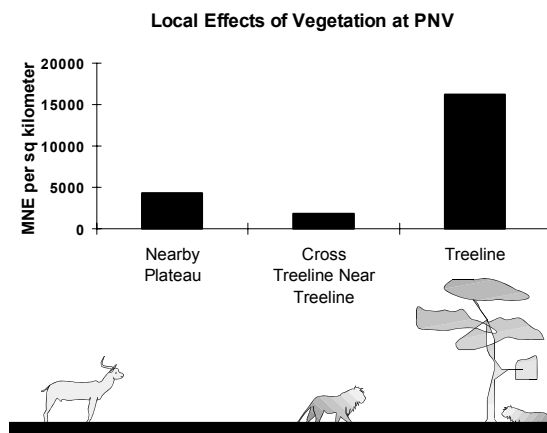 Local Effects of Vegetation at PNV
MNE per sq kilometer
20000
15000
10000
5000
0
Nearby
Plateau
Cross
Treeline Near
Treeline
Treeline